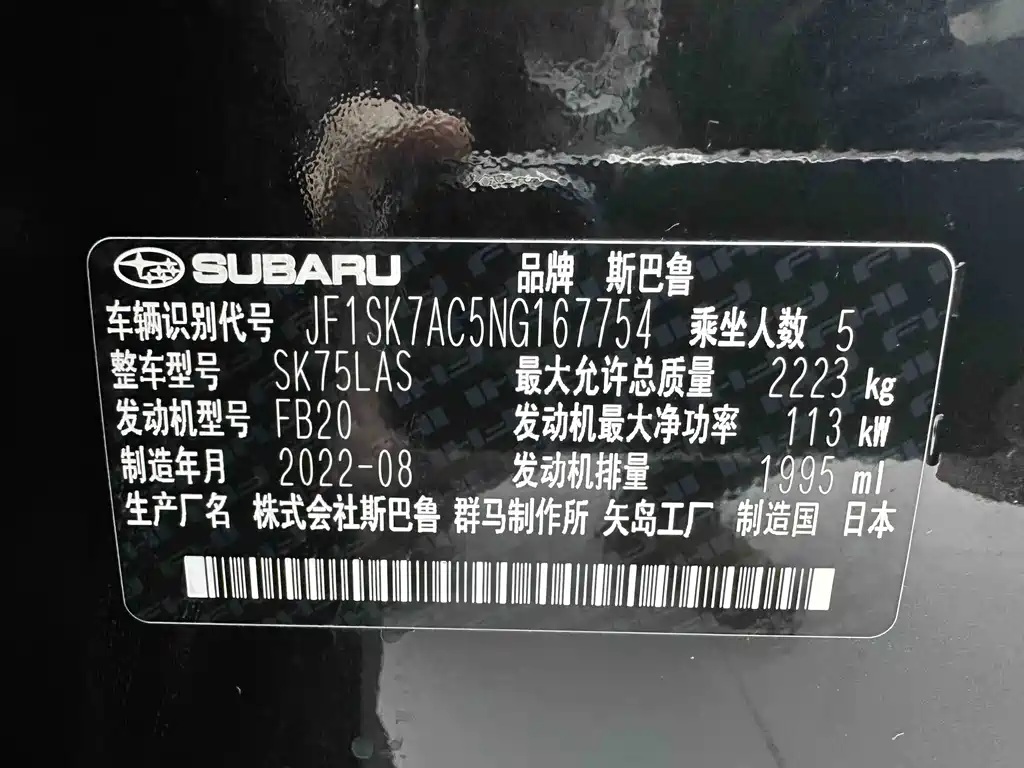 SUBARU 品牌 斯巴鲁
车辆识别代号 JF1SK7AC5NG167754 乘坐人数 5
整车型号 SK75LAS 最大允许总质量 2223 kg
发动机型号 FB20 发动机最大净功率 113 kW
制造年月 2022-08 发动机排量 1995 ml
生产厂名 株式会社斯巴鲁 群马制作所 矢岛工厂 制造国 日本